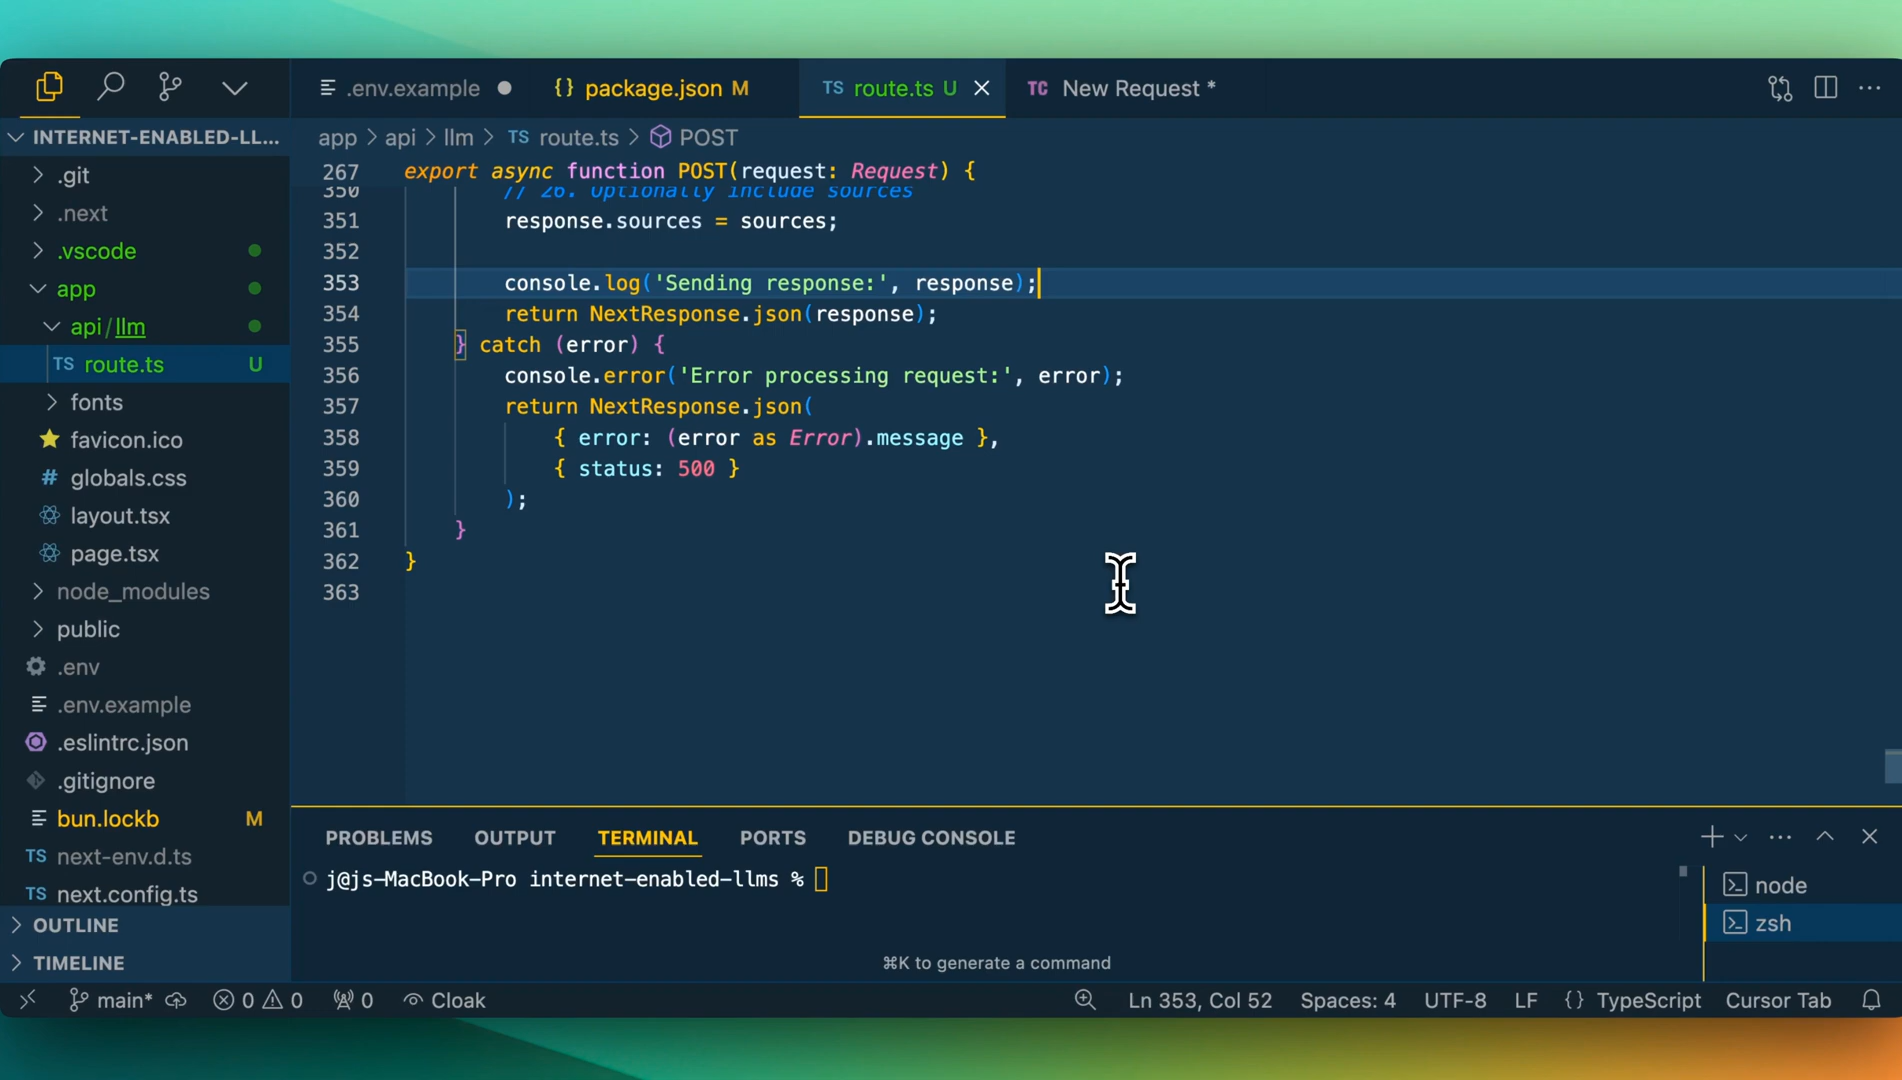 .env.example
{} package.json M
TS route.ts U
TC New Request *
INTERNET-ENABLED-LL...
.git
.next
.vscode
app
api/llm
TS route.ts U
fonts
favicon.ico
# globals.css
layout.tsx
page.tsx
node_modules
public
.env
.env.example
.eslintrc.json
.gitignore
bun.lockb M
TS next-env.d.ts
TS next.config.ts
OUTLINE
TIMELINE
app > api > llm > TS route.ts > POST
267 export async function POST(request: Request) {
350 // 26. Optionally include sources
351 response.sources = sources;
352
353 console.log('Sending response:', response);
354 return NextResponse.json(response);
355 } catch (error) {
356 console.error('Error processing request:', error);
357 return NextResponse.json(
358 { error: (error as Error).message },
359 { status: 500 }
360 );
361 }
362 }
363
PROBLEMS OUTPUT TERMINAL PORTS DEBUG CONSOLE
j@js-MacBook-Pro internet-enabled-llms %
⌘K to generate a command
node
zsh
main* 0 0 0 Cloak Ln 353, Col 52 Spaces: 4 UTF-8 LF {} TypeScript Cursor Tab